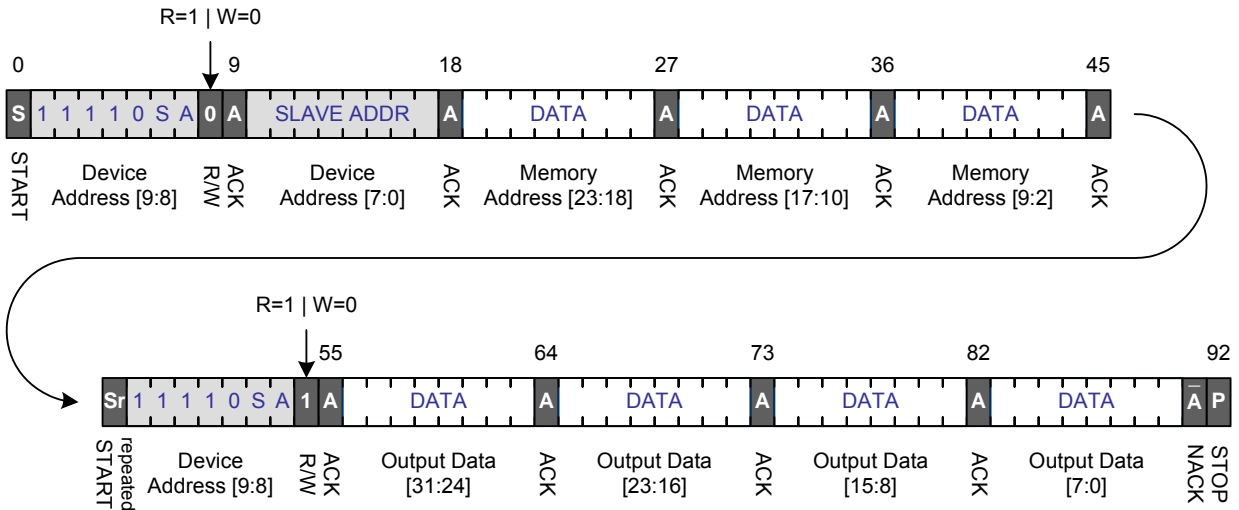 R=1 | W=0
0 9 18 27 36 45
S 1 1 1 1 0 S A 0 A SLAVE ADDR A DATA A DATA A DATA A
START Device Address [9:8] R/W ACK Device Address [7:0] ACK Memory Address [23:18] ACK Memory Address [17:10] ACK Memory Address [9:2] ACK
R=1 | W=0
55 64 73 82 92
Sr 1 1 1 1 0 S A 1 A DATA A DATA A DATA A DATA A̅ P
repeated START Device Address [9:8] R/W ACK Output Data [31:24] ACK Output Data [23:16] ACK Output Data [15:8] ACK Output Data [7:0] NACK STOP